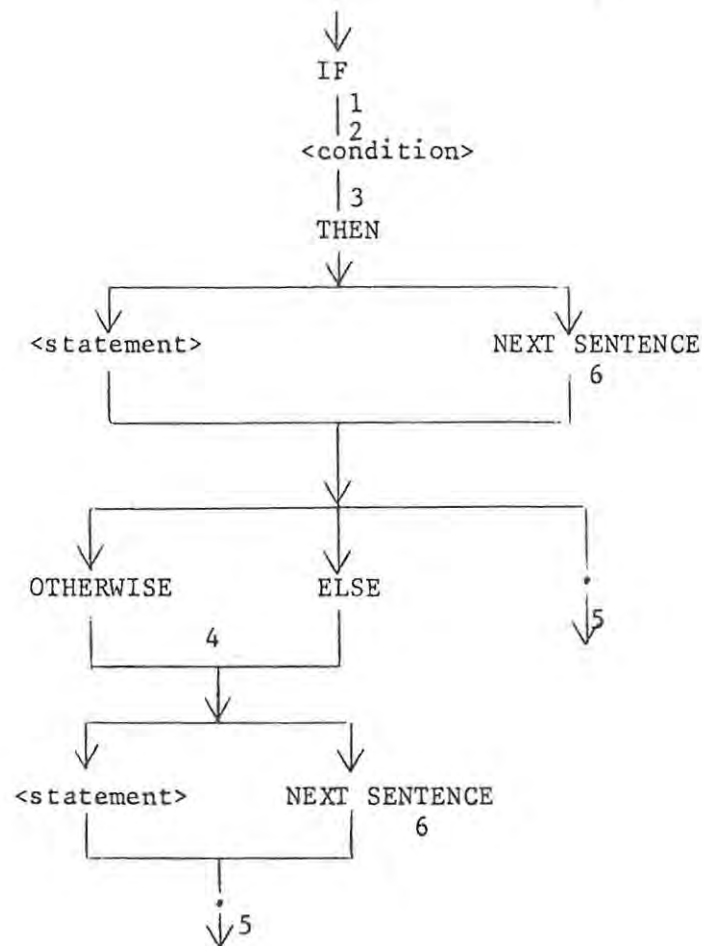 IF
1
2
<condition>
3
THEN
<statement> NEXT SENTENCE
6
OTHERWISE ELSE .
5
4
<statement> NEXT SENTENCE
6
.
5